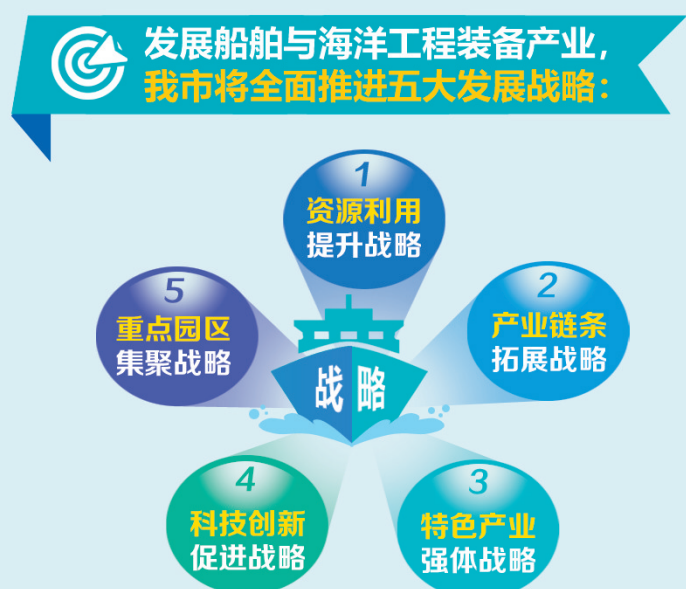 发展船舶与海洋工程装备产业，
我市将全面推进五大发展战略：
1
资源利用
提升战略
2
产业链条
拓展战略
3
特色产业
强体战略
4
科技创新
促进战略
5
重点园区
集聚战略
战略